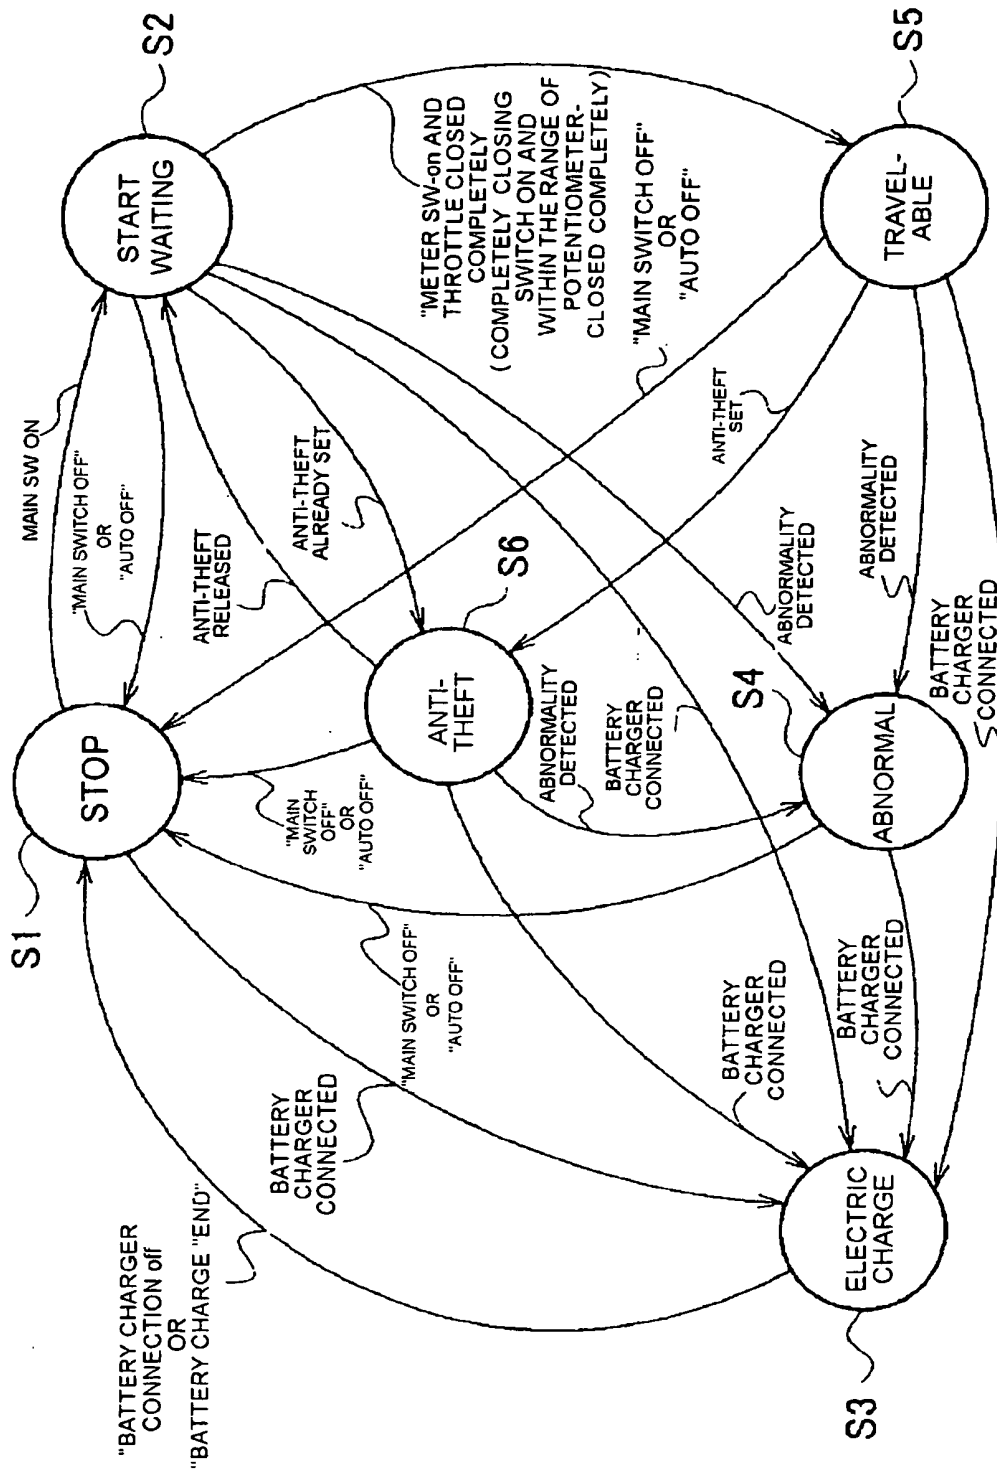 S1
STOP
S2
START
WAITING
MAIN SW ON
"MAIN SWITCH OFF"
OR
"AUTO OFF"
ANTI-THEFT
RELEASED
ANTI-THEFT
ALREADY SET
"METER SW-on AND
THROTTLE CLOSED
COMPLETELY
(COMPLETELY CLOSING
SWITCH ON AND
WITHIN THE RANGE OF
POTENTIOMETER-
CLOSED COMPLETELY)
"MAIN SWITCH OFF"
OR
"AUTO OFF"
S5
TRAVEL-
ABLE
S6
ANTI-
THEFT
ANTI-THEFT
SET
"MAIN
SWITCH
OFF"
OR
"AUTO OFF"
ABNORMALITY
DETECTED
BATTERY
CHARGER
CONNECTED
ABNORMALITY
DETECTED
ABNORMALITY
DETECTED
BATTERY
CHARGER
CONNECTED
S4
ABNORMAL
"MAIN SWITCH OFF"
OR
"AUTO OFF"
BATTERY
CHARGER
CONNECTED
BATTERY
CHARGER
CONNECTED
BATTERY
CHARGER
CONNECTED
"BATTERY CHARGER
CONNECTION off
OR
"BATTERY CHARGE "END"
ELECTRIC
CHARGE
S3